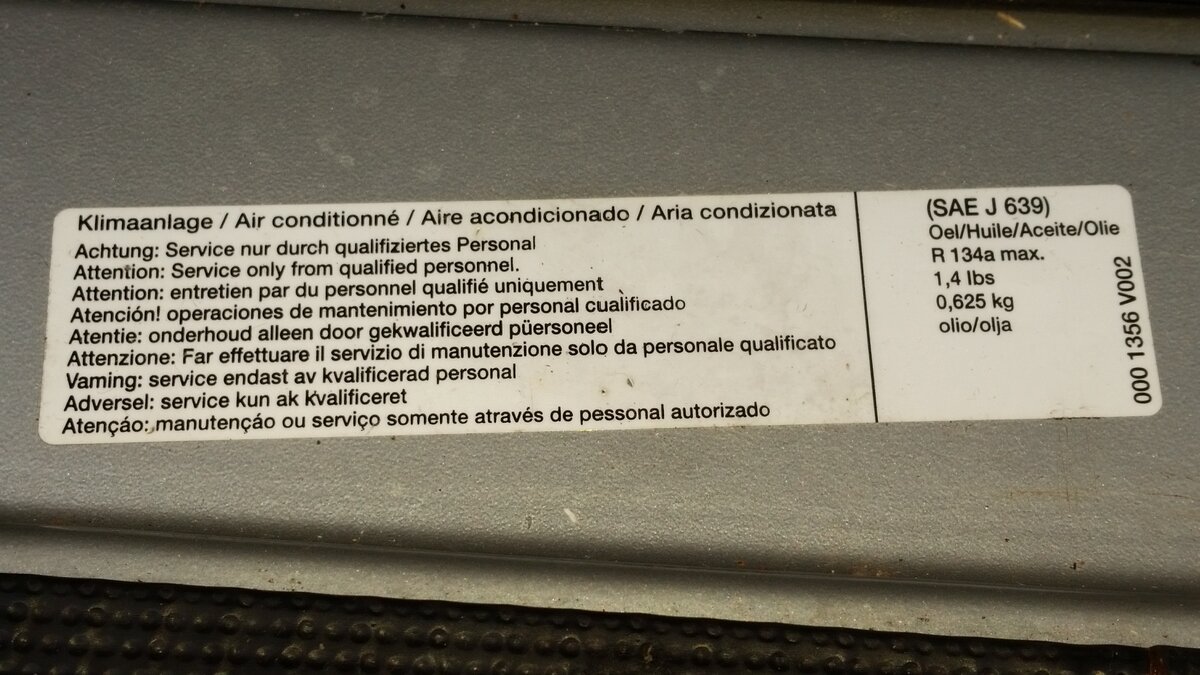 Klimaanlage / Air conditionné / Aire acondicionado / Aria condizionata
Achtung: Service nur durch qualifiziertes Personal
Attention: Service only from qualified personnel.
Attention: entretien par du personnel qualifié uniquement
Atención! operaciones de mantenimiento por personal cualificado
Atentie: onderhoud alleen door gekwalificeerd püersoneel
Attenzione: Far effettuare il servizio di manutenzione solo da personale qualificato
Vaming: service endast av kvalificerad personal
Adversel: service kun ak kvalificeret
Atençáo: manutençáo ou serviço somente através de pessonal autorizado
(SAE J 639)
Oel/Huile/Aceite/Olie
R 134a max.
1,4 lbs
0,625 kg
olio/olja
000 1356 V002